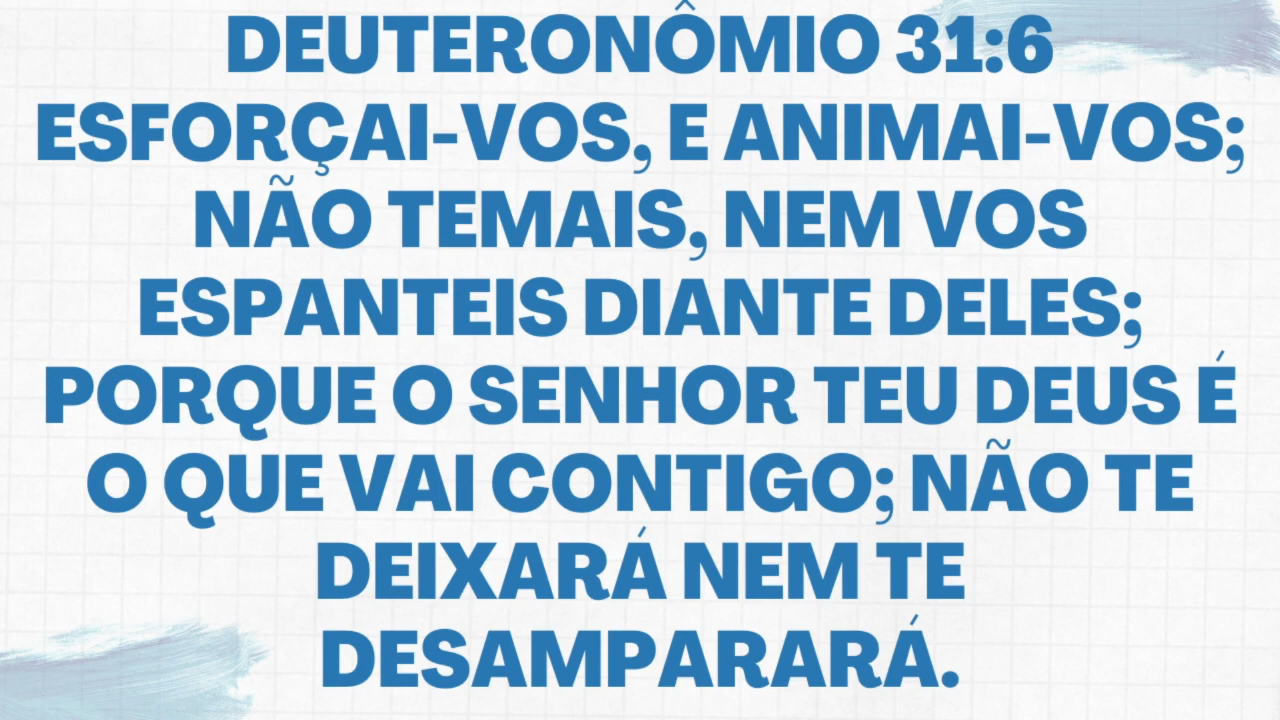 DEUTERONÔMIO 31:6
ESFORÇAI-VOS, E ANIMAI-VOS;
NÃO TEMAIS, NEM VOS
ESPANTEIS DIANTE DELES;
PORQUE O SENHOR TEU DEUS É
O QUE VAI CONTIGO; NÃO TE
DEIXARÁ NEM TE
DESAMPARARÁ.